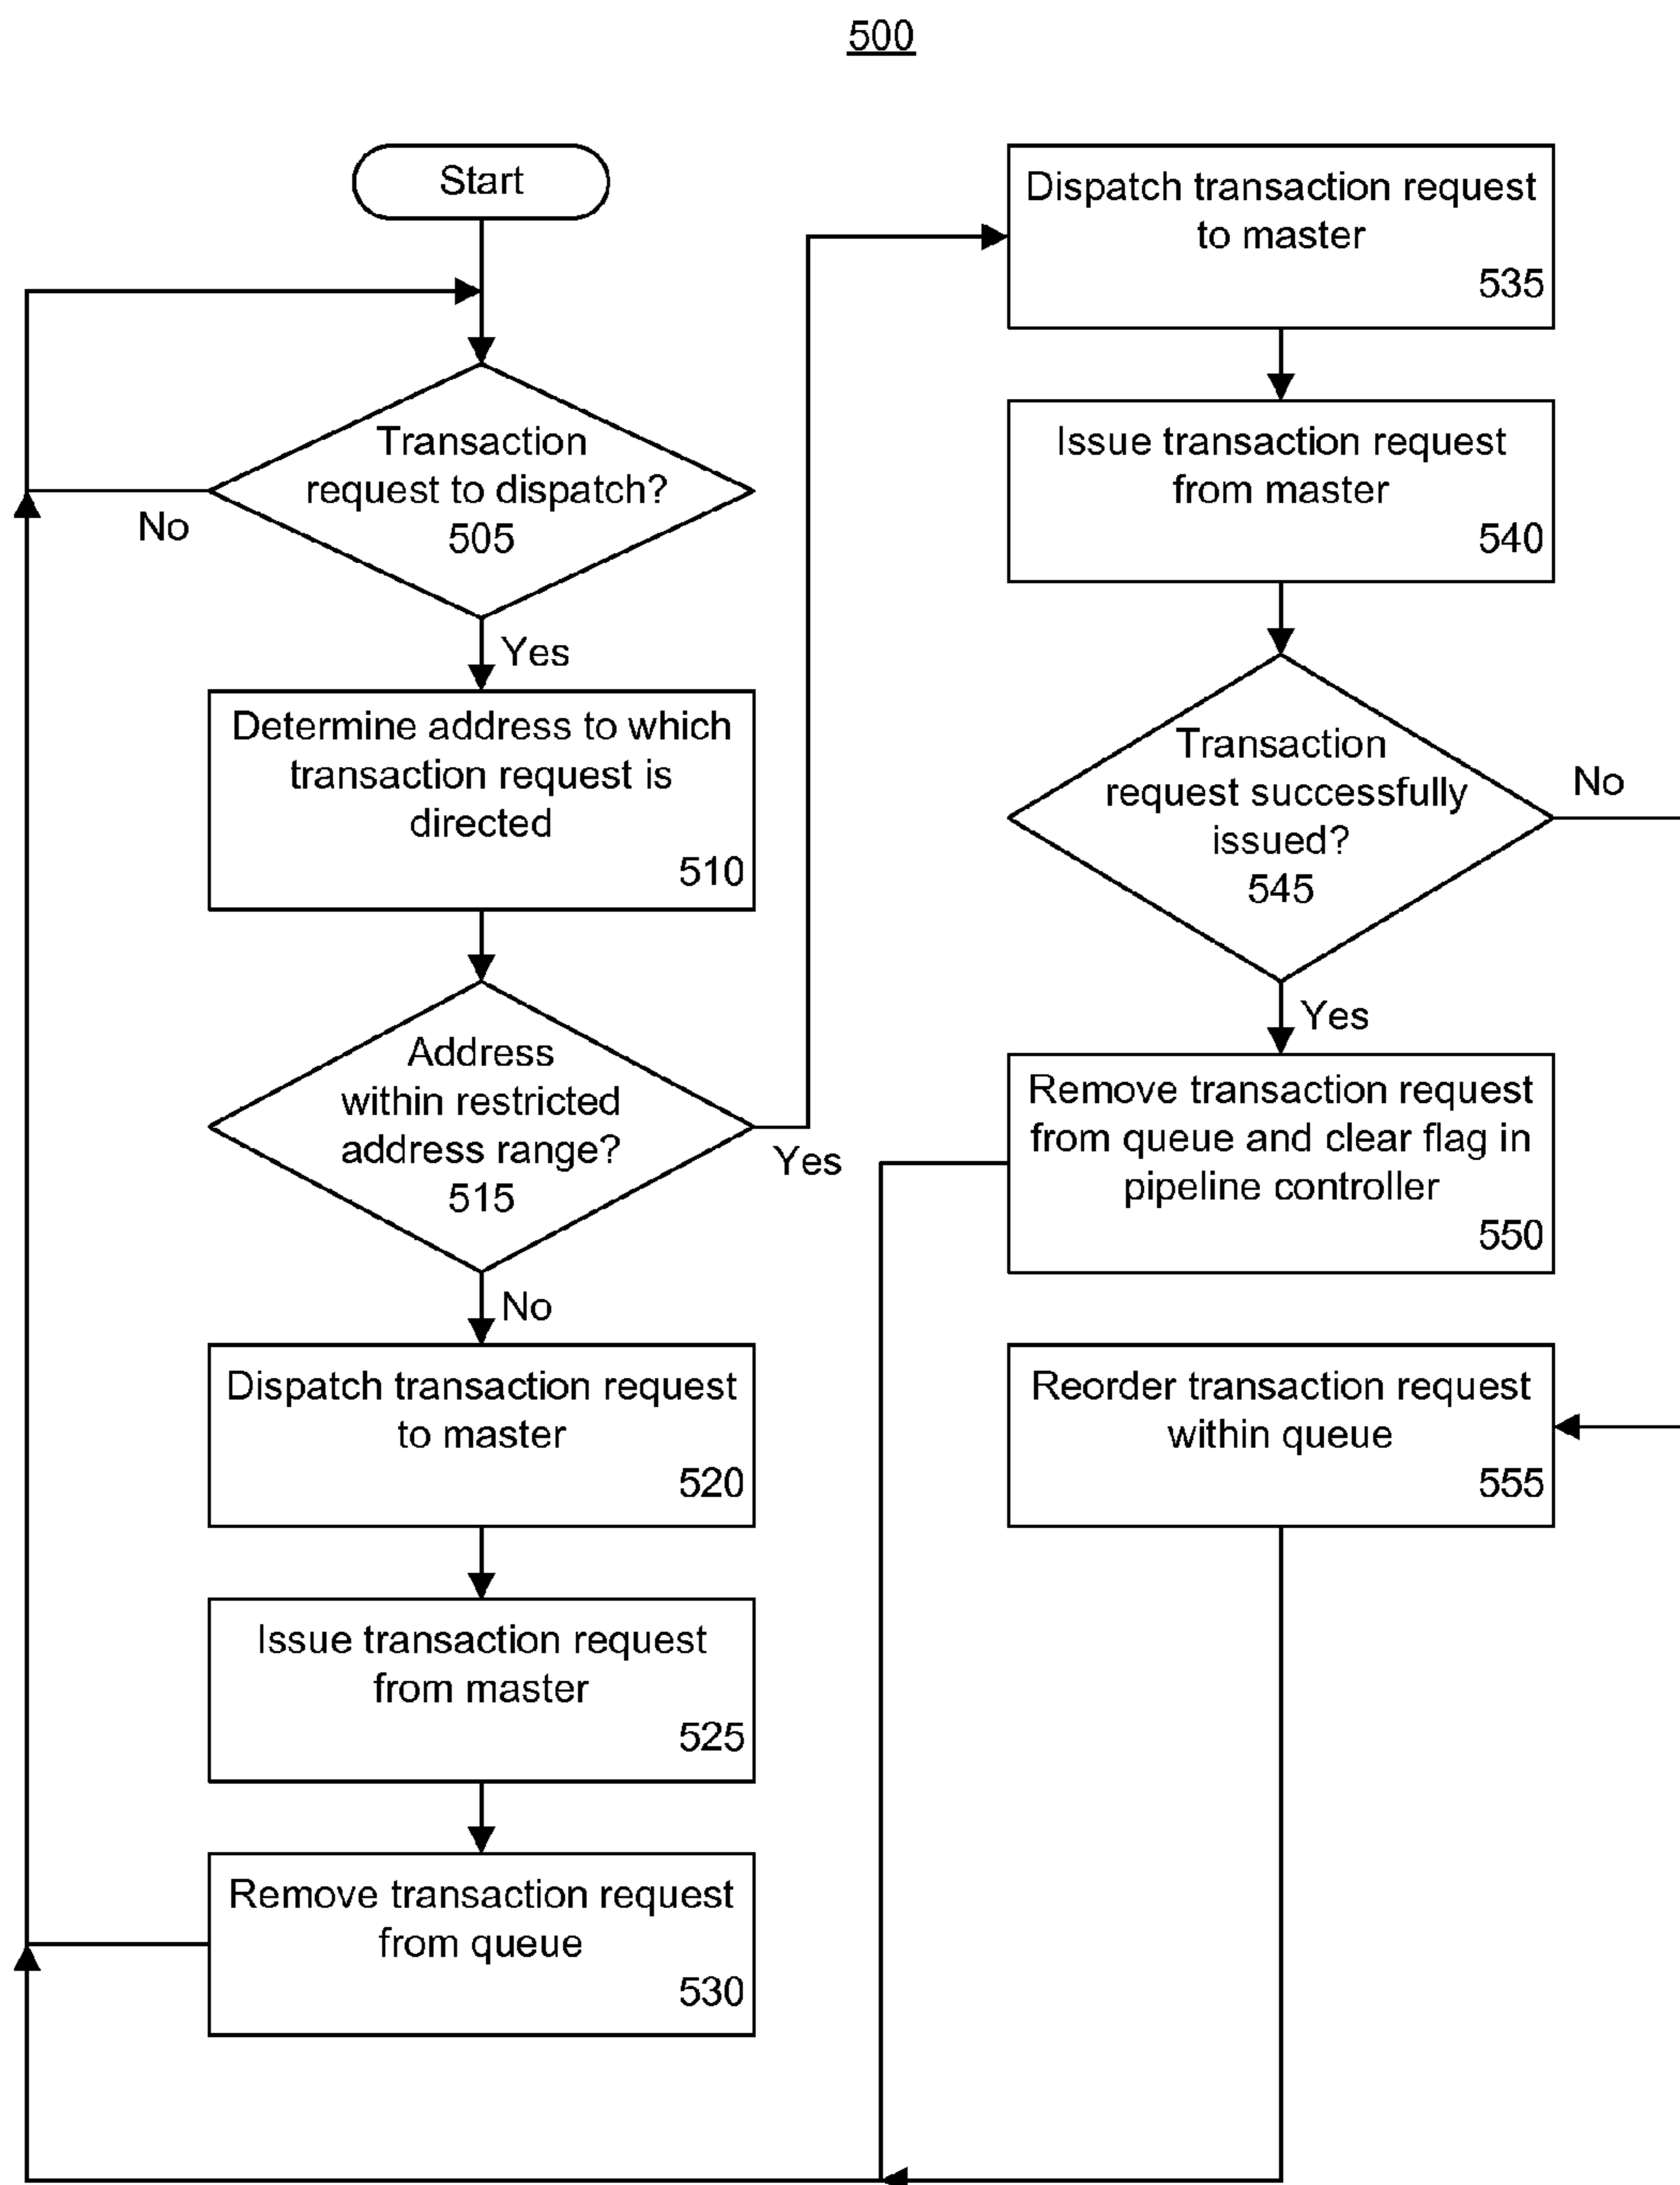 500
Start
Transaction
request to dispatch?
505
No
Yes
Determine address to which
transaction request is
directed
510
Address
within restricted
address range?
515
Yes
No
Dispatch transaction request
to master
520
Issue transaction request
from master
525
Remove transaction request
from queue
530
Dispatch transaction request
to master
535
Issue transaction request
from master
540
Transaction
request successfully
issued?
545
No
Yes
Remove transaction request
from queue and clear flag in
pipeline controller
550
Reorder transaction request
within queue
555